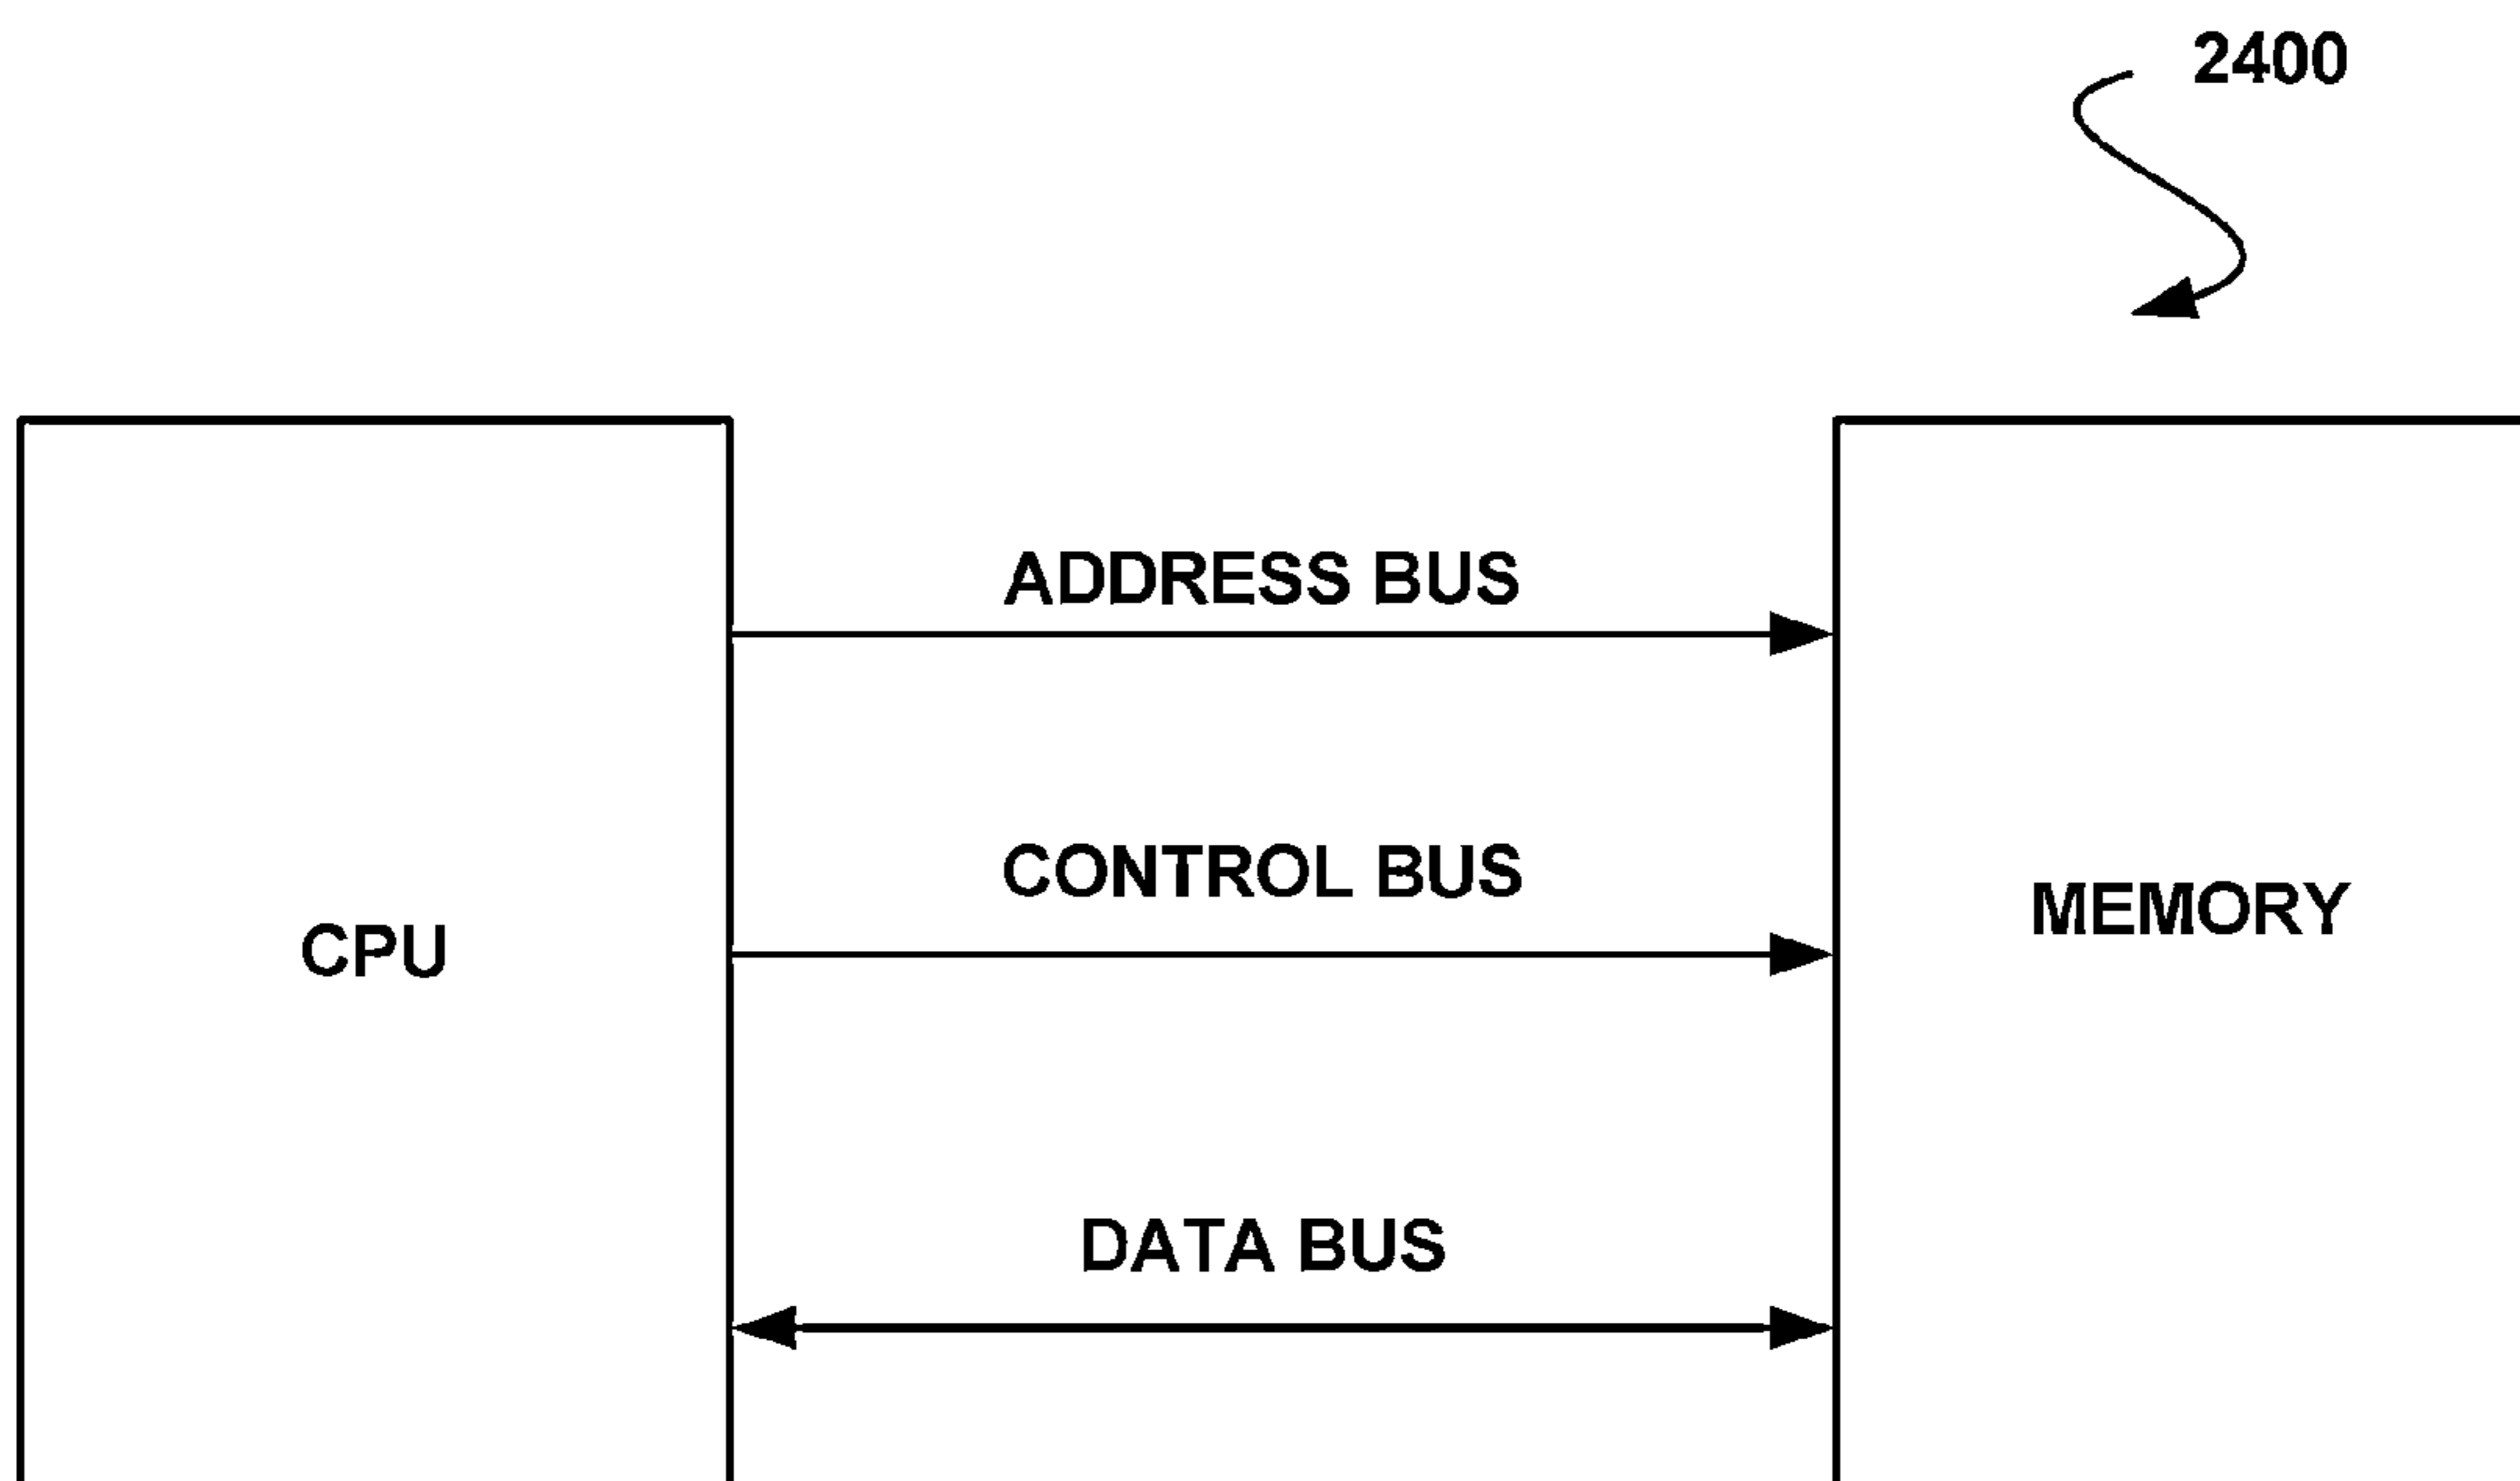 2400
ADDRESS BUS
CONTROL BUS
CPU
MEMORY
DATA BUS